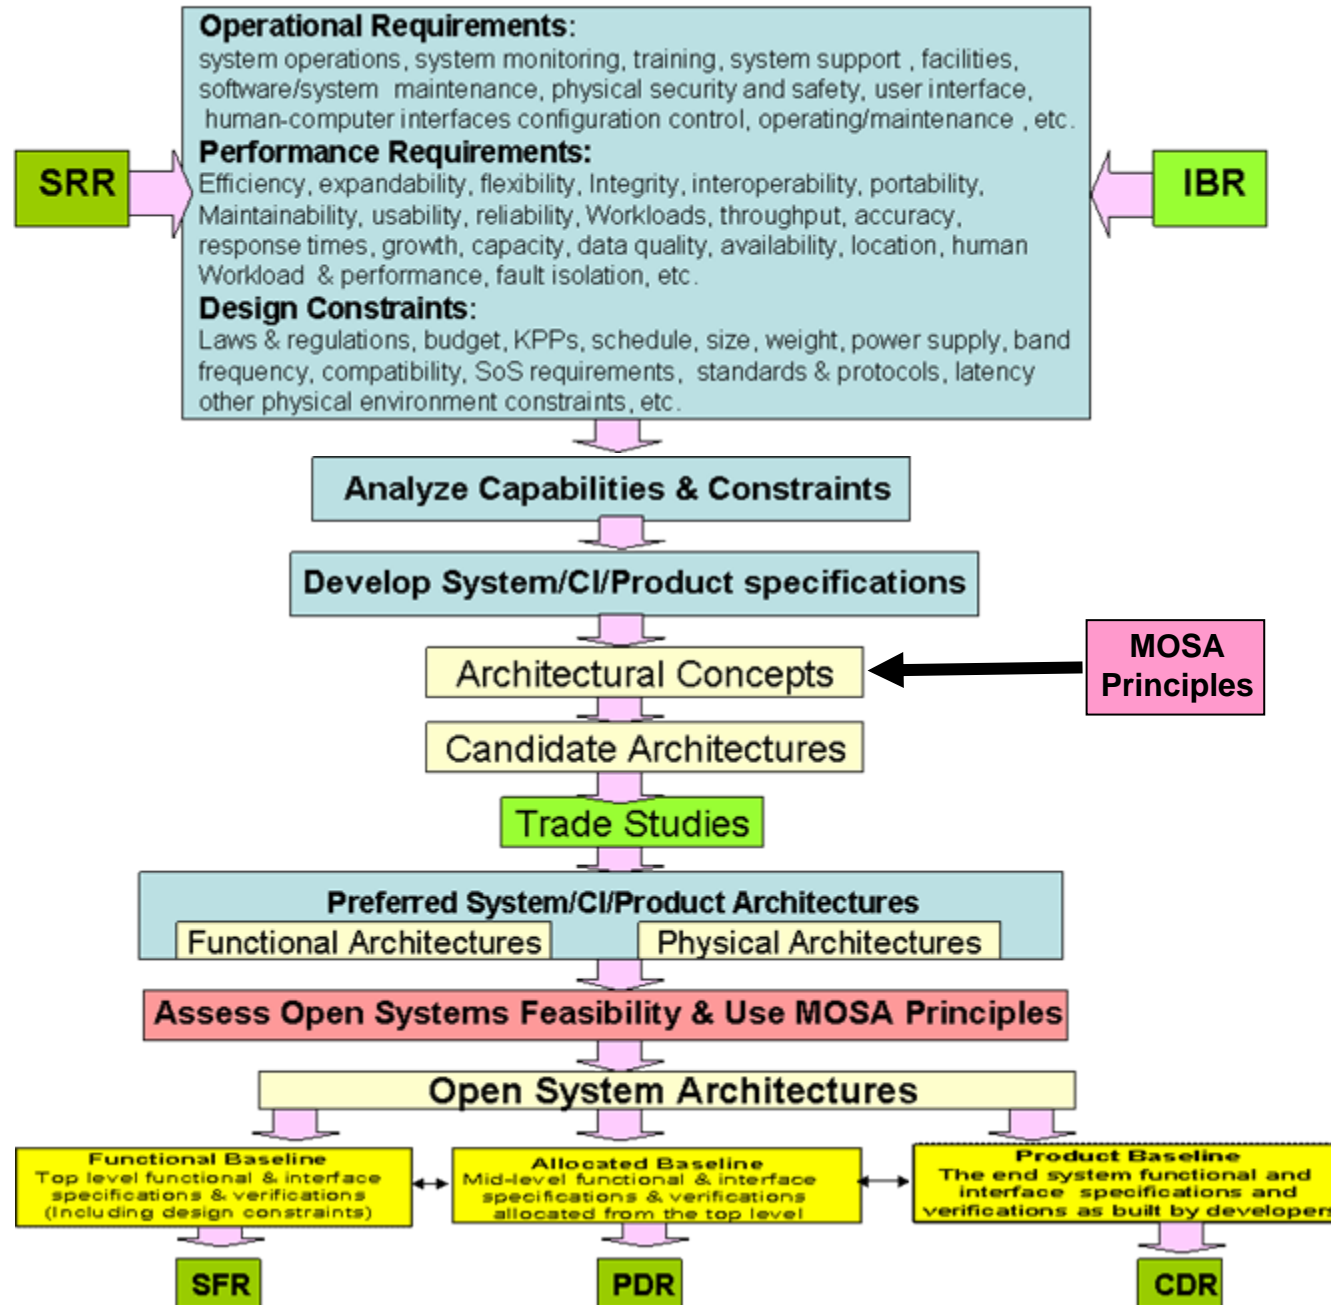 Operational Requirements:
system operations, system monitoring, training, system support , facilities,
software/system maintenance, physical security and safety, user interface,
human-computer interfaces configuration control, operating/maintenance , etc.
Performance Requirements:
Efficiency, expandability, flexibility, Integrity, interoperability, portability,
Maintainability, usability, reliability, Workloads, throughput, accuracy,
response times, growth, capacity, data quality, availability, location, human
Workload & performance, fault isolation, etc.
Design Constraints:
Laws & regulations, budget, KPPs, schedule, size, weight, power supply, band
frequency, compatibility, SoS requirements, standards & protocols, latency
other physical environment constraints, etc.
SRR
IBR
Analyze Capabilities & Constraints
Develop System/CI/Product specifications
Architectural Concepts
MOSA
Principles
Candidate Architectures
Trade Studies
Preferred System/CI/Product Architectures
Functional Architectures
Physical Architectures
Assess Open Systems Feasibility & Use MOSA Principles
Open System Architectures
Functional Baseline
Top level functional & interface
specifications & verifications
(Including design constraints)
Allocated Baseline
Mid-level functional & interface
specifications & verifications
allocated from the top level
Product Baseline
The end system functional and
interface specifications and
verifications as built by developers
SFR
PDR
CDR